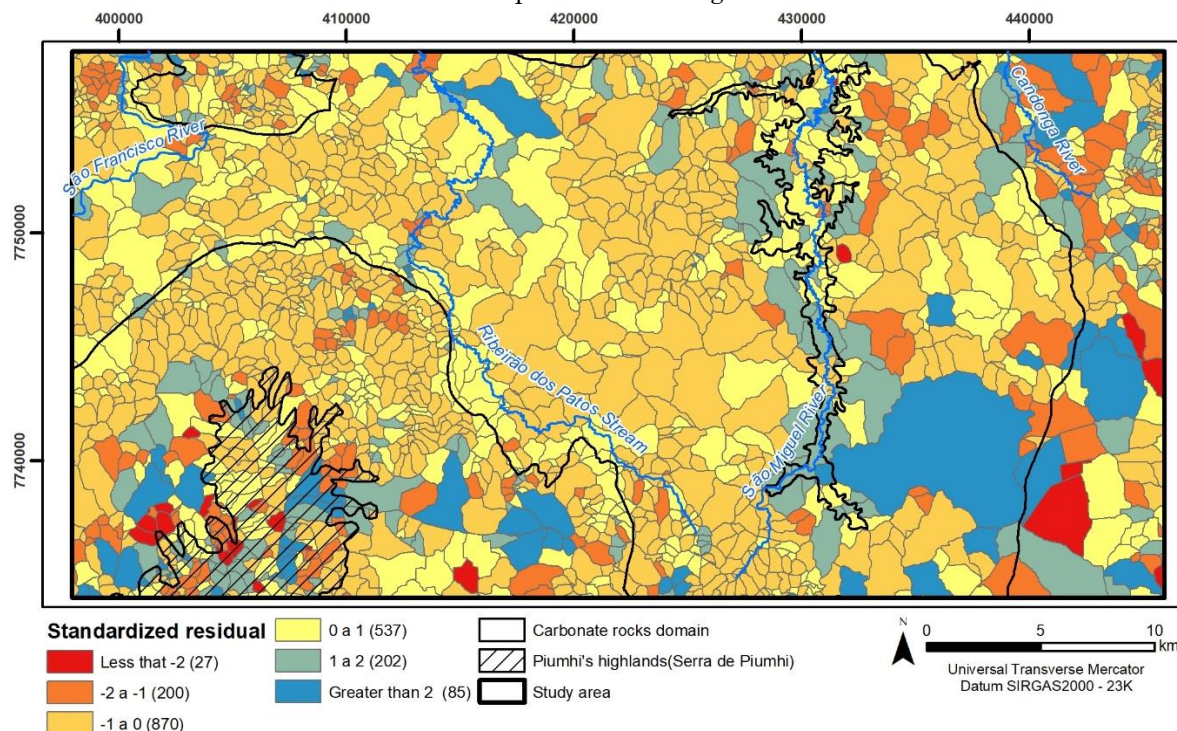 400000 410000 420000 430000 440000
7750000
7740000
São Francisco River
Ribeirão dos Patos Stream
São Miguel River
Candonga River
Standardized residual
Less that -2 (27)
-2 a -1 (200)
-1 a 0 (870)
0 a 1 (537)
1 a 2 (202)
Greater than 2 (85)
Carbonate rocks domain
Piumhi's highlands(Serra de Piumhi)
Study area
N
0 5 10
km
Universal Transverse Mercator
Datum SIRGAS2000 - 23K